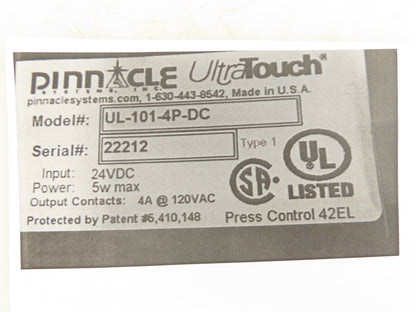 PINNACLE UltraTouch®
SYSTEMS, INC.
pinnaclesystems.com, 1-630-443-8542, Made in U.S.A.
Model#: UL-101-4P-DC
Serial#: 22212 Type 1
Input: 24VDC
Power: 5w max
Output Contacts: 4A @ 120VAC
Protected by Patent #5,410,148
SA ®
UL ®
LISTED
Press Control 42EL